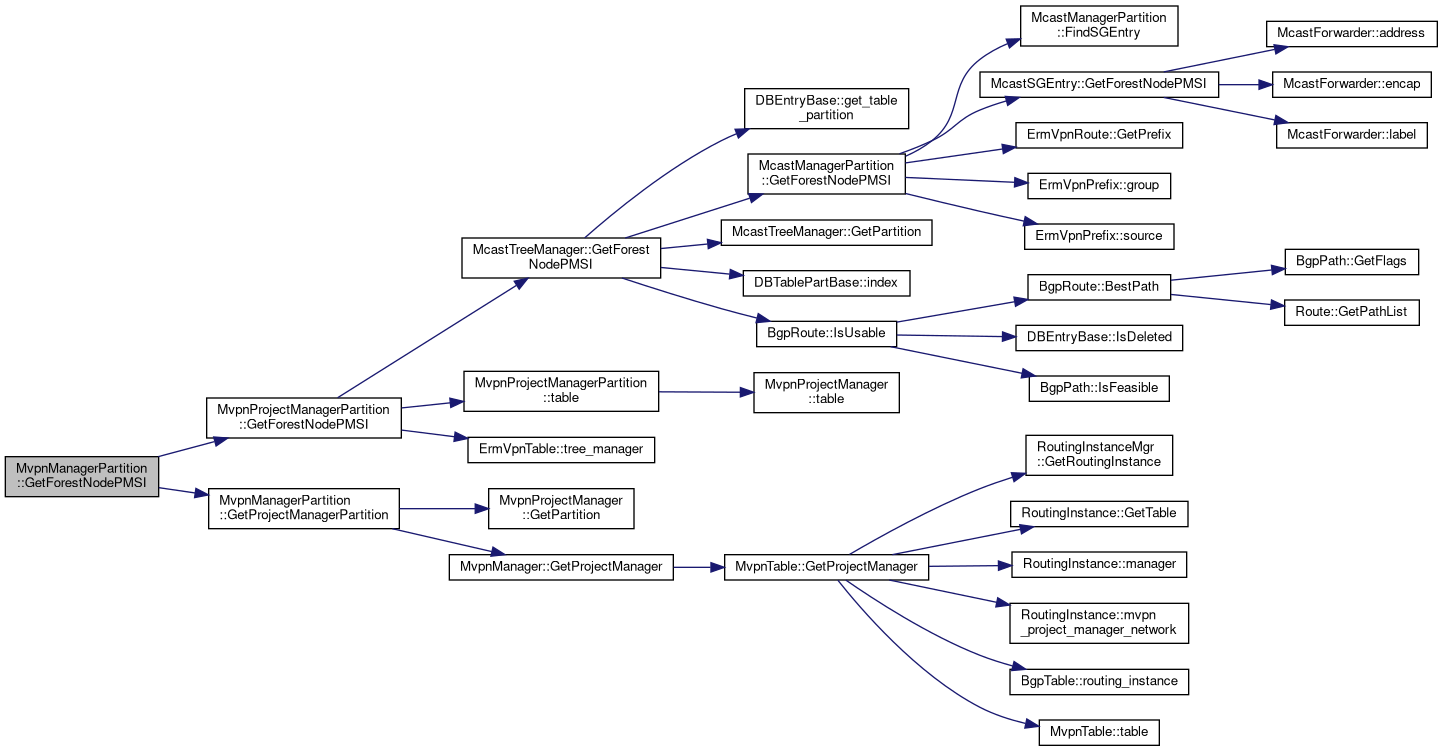 MvpnManagerPartition
::GetForestNodePMSI
MvpnProjectManagerPartition
::GetForestNodePMSI
MvpnManagerPartition
::GetProjectManagerPartition
McastTreeManager::GetForest
NodePMSI
MvpnProjectManagerPartition
::table
ErmVpnTable::tree_manager
MvpnProjectManager
::GetPartition
MvpnManager::GetProjectManager
DBEntryBase::get_table
_partition
McastManagerPartition
::GetForestNodePMSI
McastTreeManager::GetPartition
DBTablePartBase::index
BgpRoute::IsUsable
MvpnProjectManager
::table
MvpnTable::GetProjectManager
McastManagerPartition
::FindSGEntry
McastSGEntry::GetForestNodePMSI
ErmVpnRoute::GetPrefix
ErmVpnPrefix::group
ErmVpnPrefix::source
BgpRoute::BestPath
DBEntryBase::IsDeleted
BgpPath::IsFeasible
RoutingInstanceMgr
::GetRoutingInstance
RoutingInstance::GetTable
RoutingInstance::manager
RoutingInstance::mvpn
_project_manager_network
BgpTable::routing_instance
MvpnTable::table
McastForwarder::address
McastForwarder::encap
McastForwarder::label
BgpPath::GetFlags
Route::GetPathList